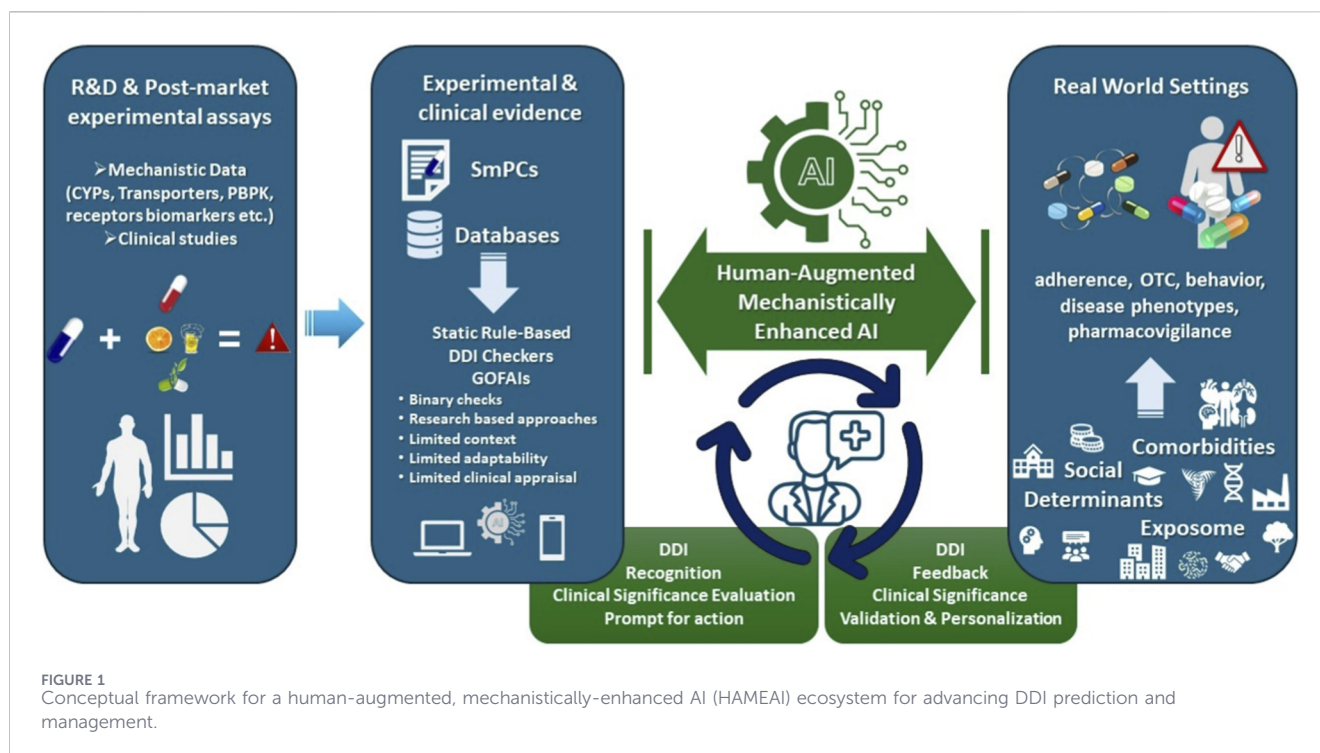 R&D & Post-market
experimental assays
➢Mechanistic Data
(CYPs, Transporters, PBPK,
receptors biomarkers etc.)
➢Clinical studies
+
=
!
Experimental &
clinical evidence
SmPCs
Databases
Static Rule-Based
DDI Checkers
GOFAIs
• Binary checks
• Research based approaches
• Limited context
• Limited adaptability
• Limited clinical appraisal
AI
AI
Human-Augmented
Mechanistically
Enhanced AI
DDI
Recognition
Clinical Significance Evaluation
Prompt for action
DDI
Feedback
Clinical Significance
Validation & Personalization
Real World Settings
!
adherence, OTC, behavior,
disease phenotypes,
pharmacovigilance
Comorbidities
Social
Determinants
Exposome
FIGURE 1
Conceptual framework for a human-augmented, mechanistically-enhanced AI (HAMEAI) ecosystem for advancing DDI prediction and
management.